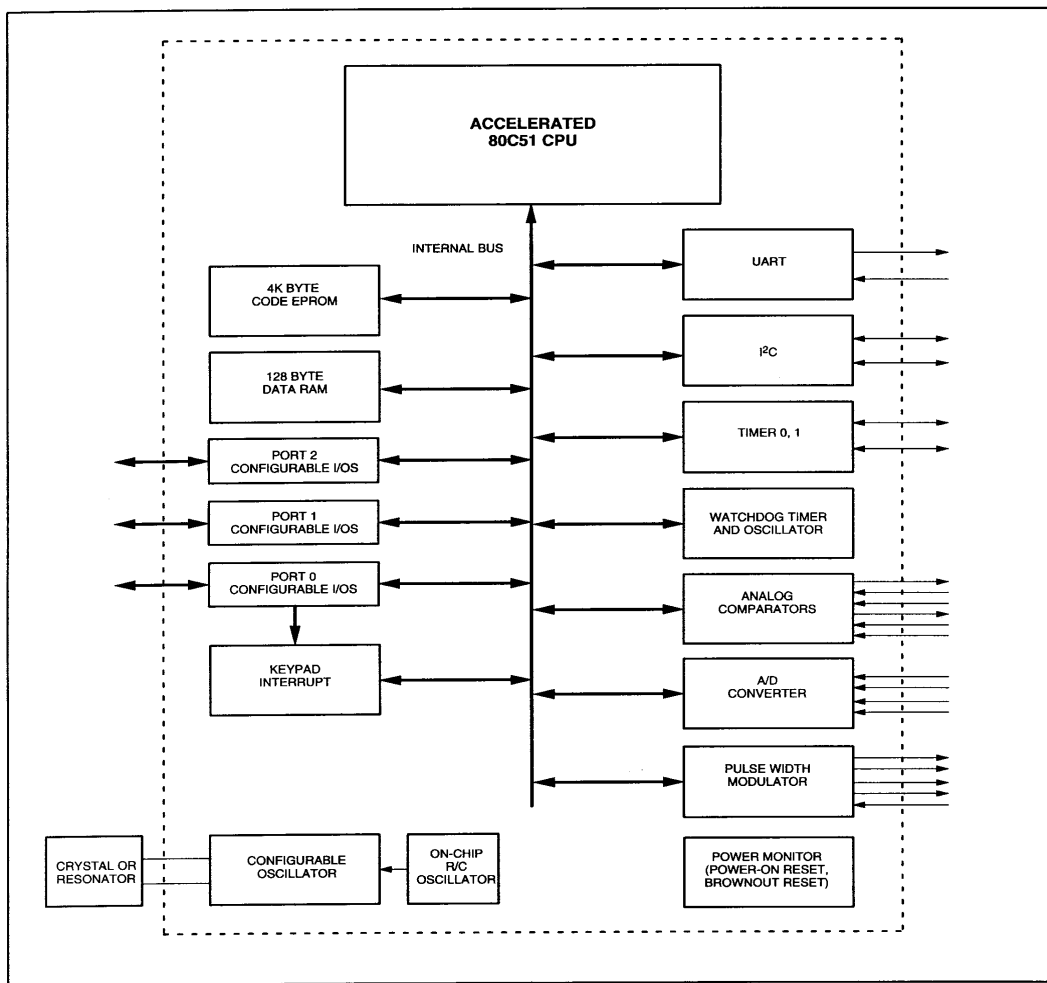 ACCELERATED
80C51 CPU
INTERNAL BUS
4K BYTE
CODE EPROM
128 BYTE
DATA RAM
PORT 2
CONFIGURABLE I/OS
PORT 1
CONFIGURABLE I/OS
PORT 0
CONFIGURABLE I/OS
KEYPAD
INTERRUPT
UART
I²C
TIMER 0, 1
WATCHDOG TIMER
AND OSCILLATOR
ANALOG
COMPARATORS
A/D
CONVERTER
PULSE WIDTH
MODULATOR
CRYSTAL OR
RESONATOR
CONFIGURABLE
OSCILLATOR
ON-CHIP
R/C
OSCILLATOR
POWER MONITOR
(POWER-ON RESET,
BROWNOUT RESET)